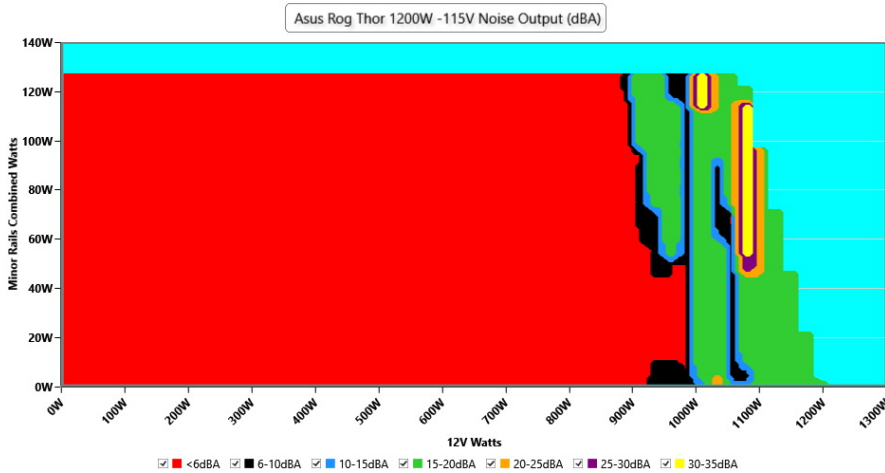 Asus Rog Thor 1200W -115V Noise Output (dBA)
140W
120W
100W
80W
60W
40W
20W
0W
Minor Rails Combined Watts
0W 100W 200W 300W 400W 500W 600W 700W 800W 900W 1000W 1100W 1200W 1300W
12V Watts
<6dBA 6-10dBA 10-15dBA 15-20dBA 20-25dBA 25-30dBA 30-35dBA